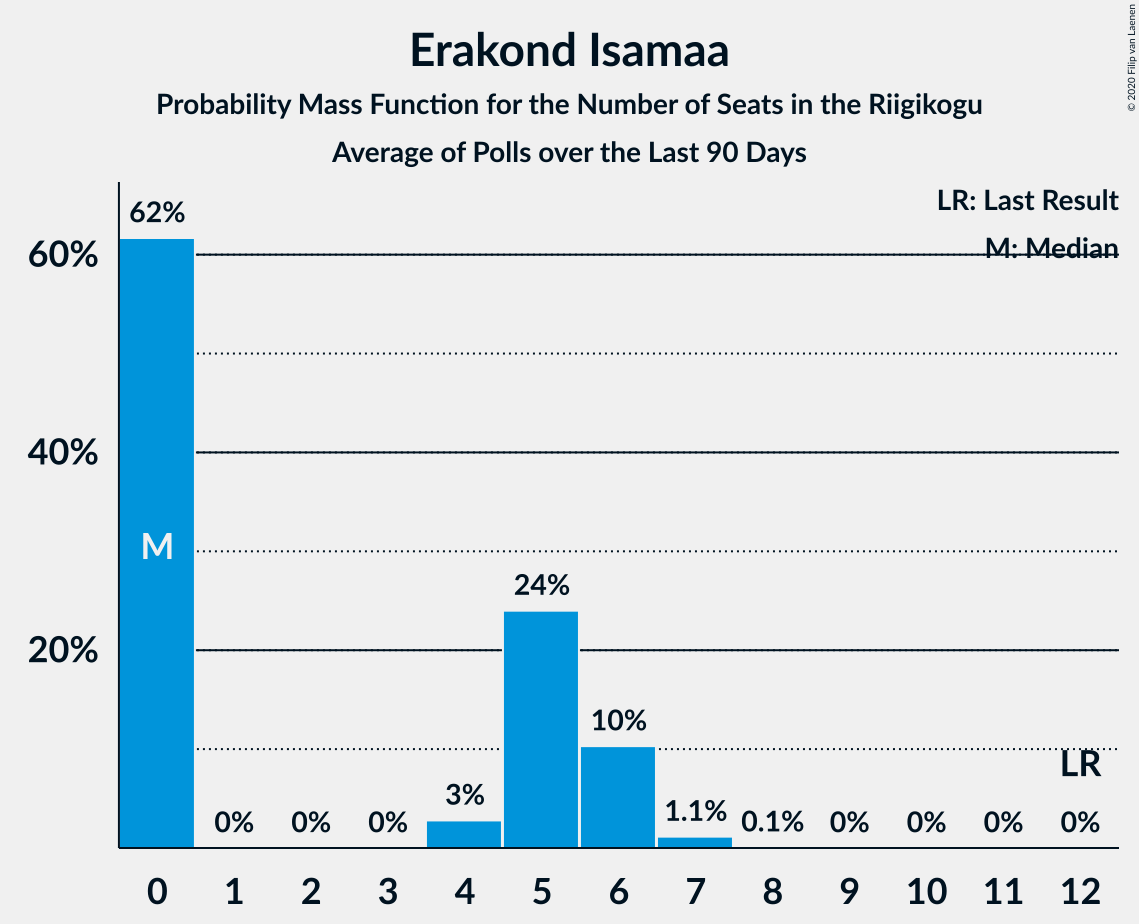 Erakond Isamaa
Probability Mass Function for the Number of Seats in the Riigikogu
Average of Polls over the Last 90 Days
© 2020 Filip van Laenen
LR: Last Result
M: Median
62%
60%
40%
20%
M
0%
0%
0%
3%
24%
10%
1.1%
0.1%
0%
0%
0%
LR
0%
0 1 2 3 4 5 6 7 8 9 10 11 12